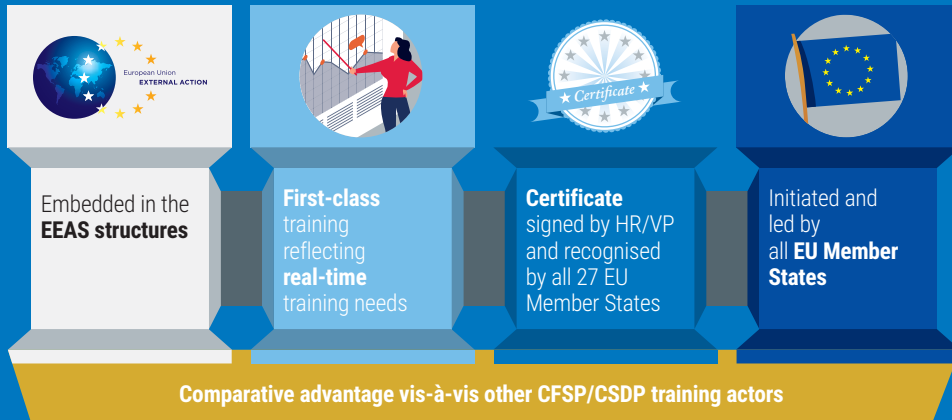 European Union
EXTERNAL ACTION
Certificate
Embedded in the
EEAS structures
First-class
training
reflecting
real-time
training needs
Certificate
signed by HR/VP
and recognised
by all 27 EU
Member States
Initiated and
led by
all EU Member
States
Comparative advantage vis-à-vis other CFSP/CSDP training actors